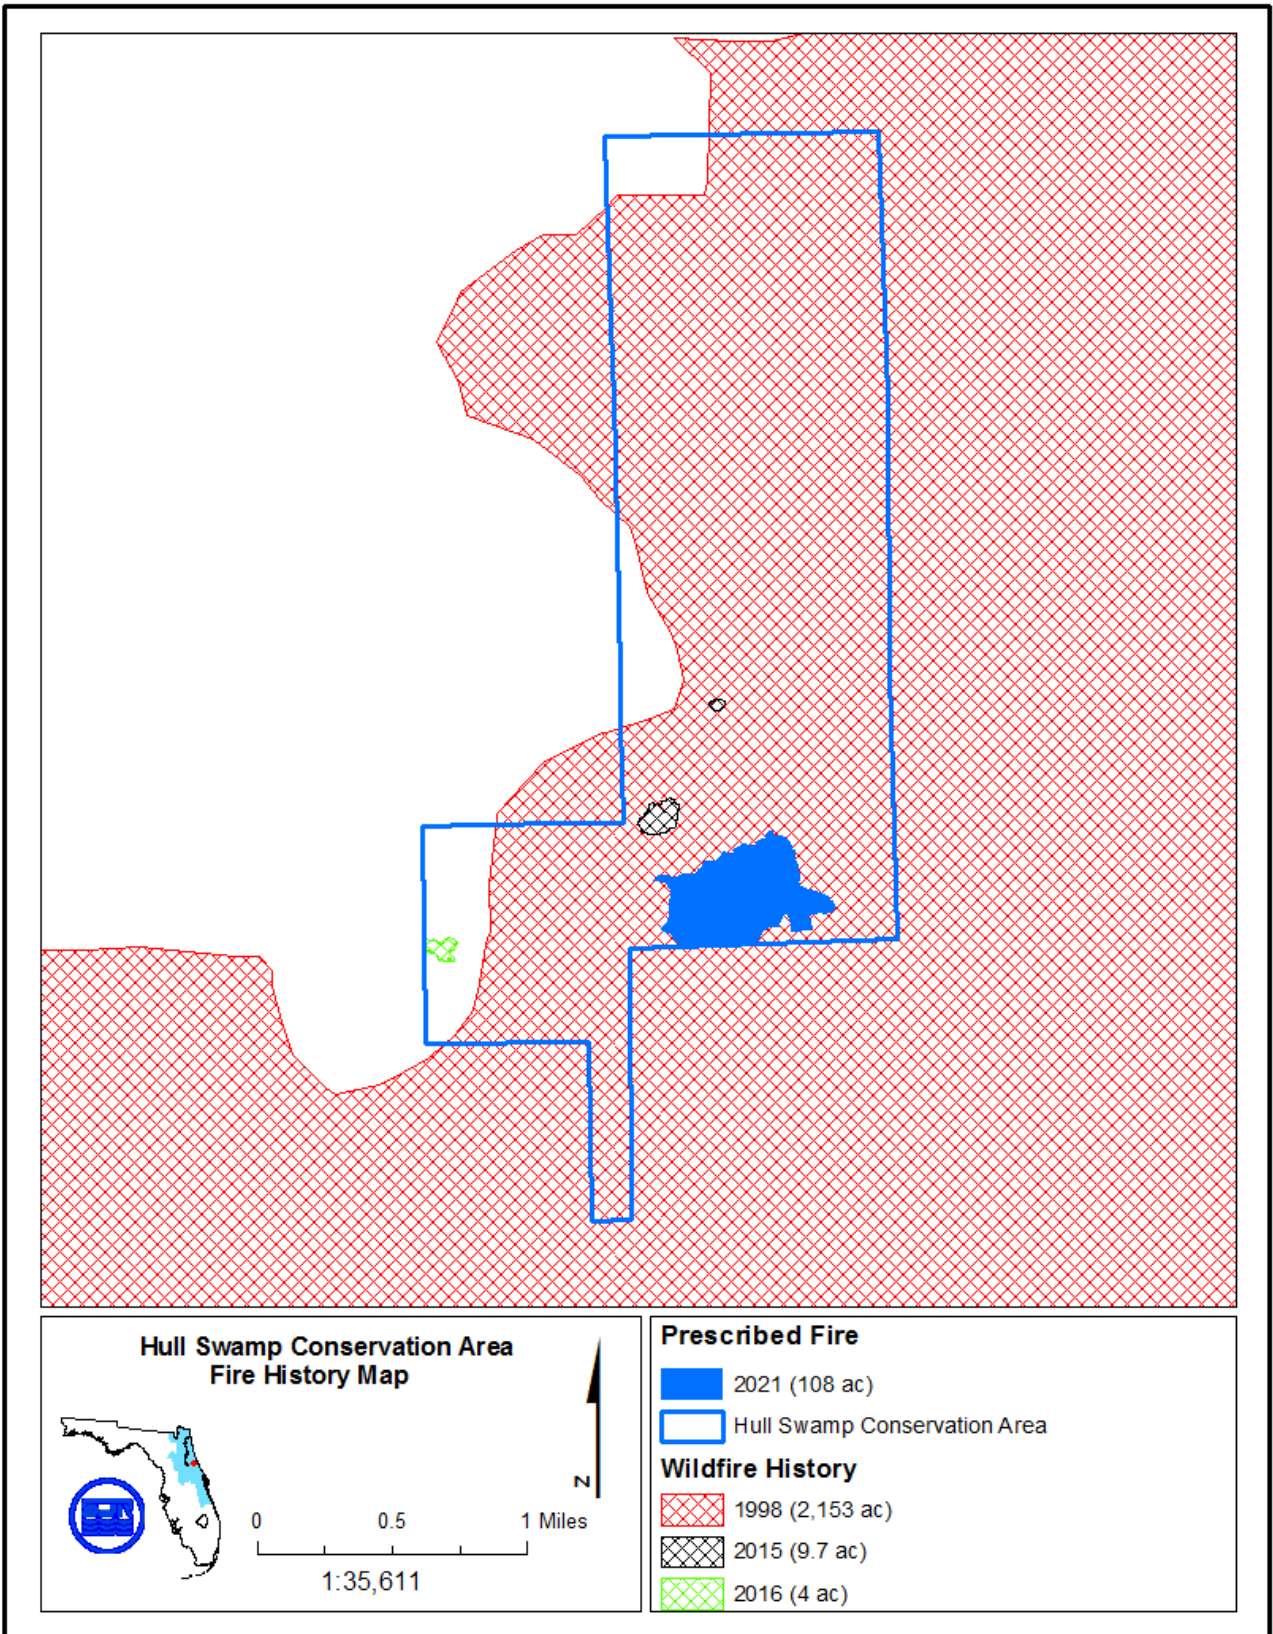 Hull Swamp Conservation Area
Fire History Map
N
0 0.5 1 Miles
1:35,611
Prescribed Fire
2021 (108 ac)
Hull Swamp Conservation Area
Wildfire History
1998 (2,153 ac)
2015 (9.7 ac)
2016 (4 ac)